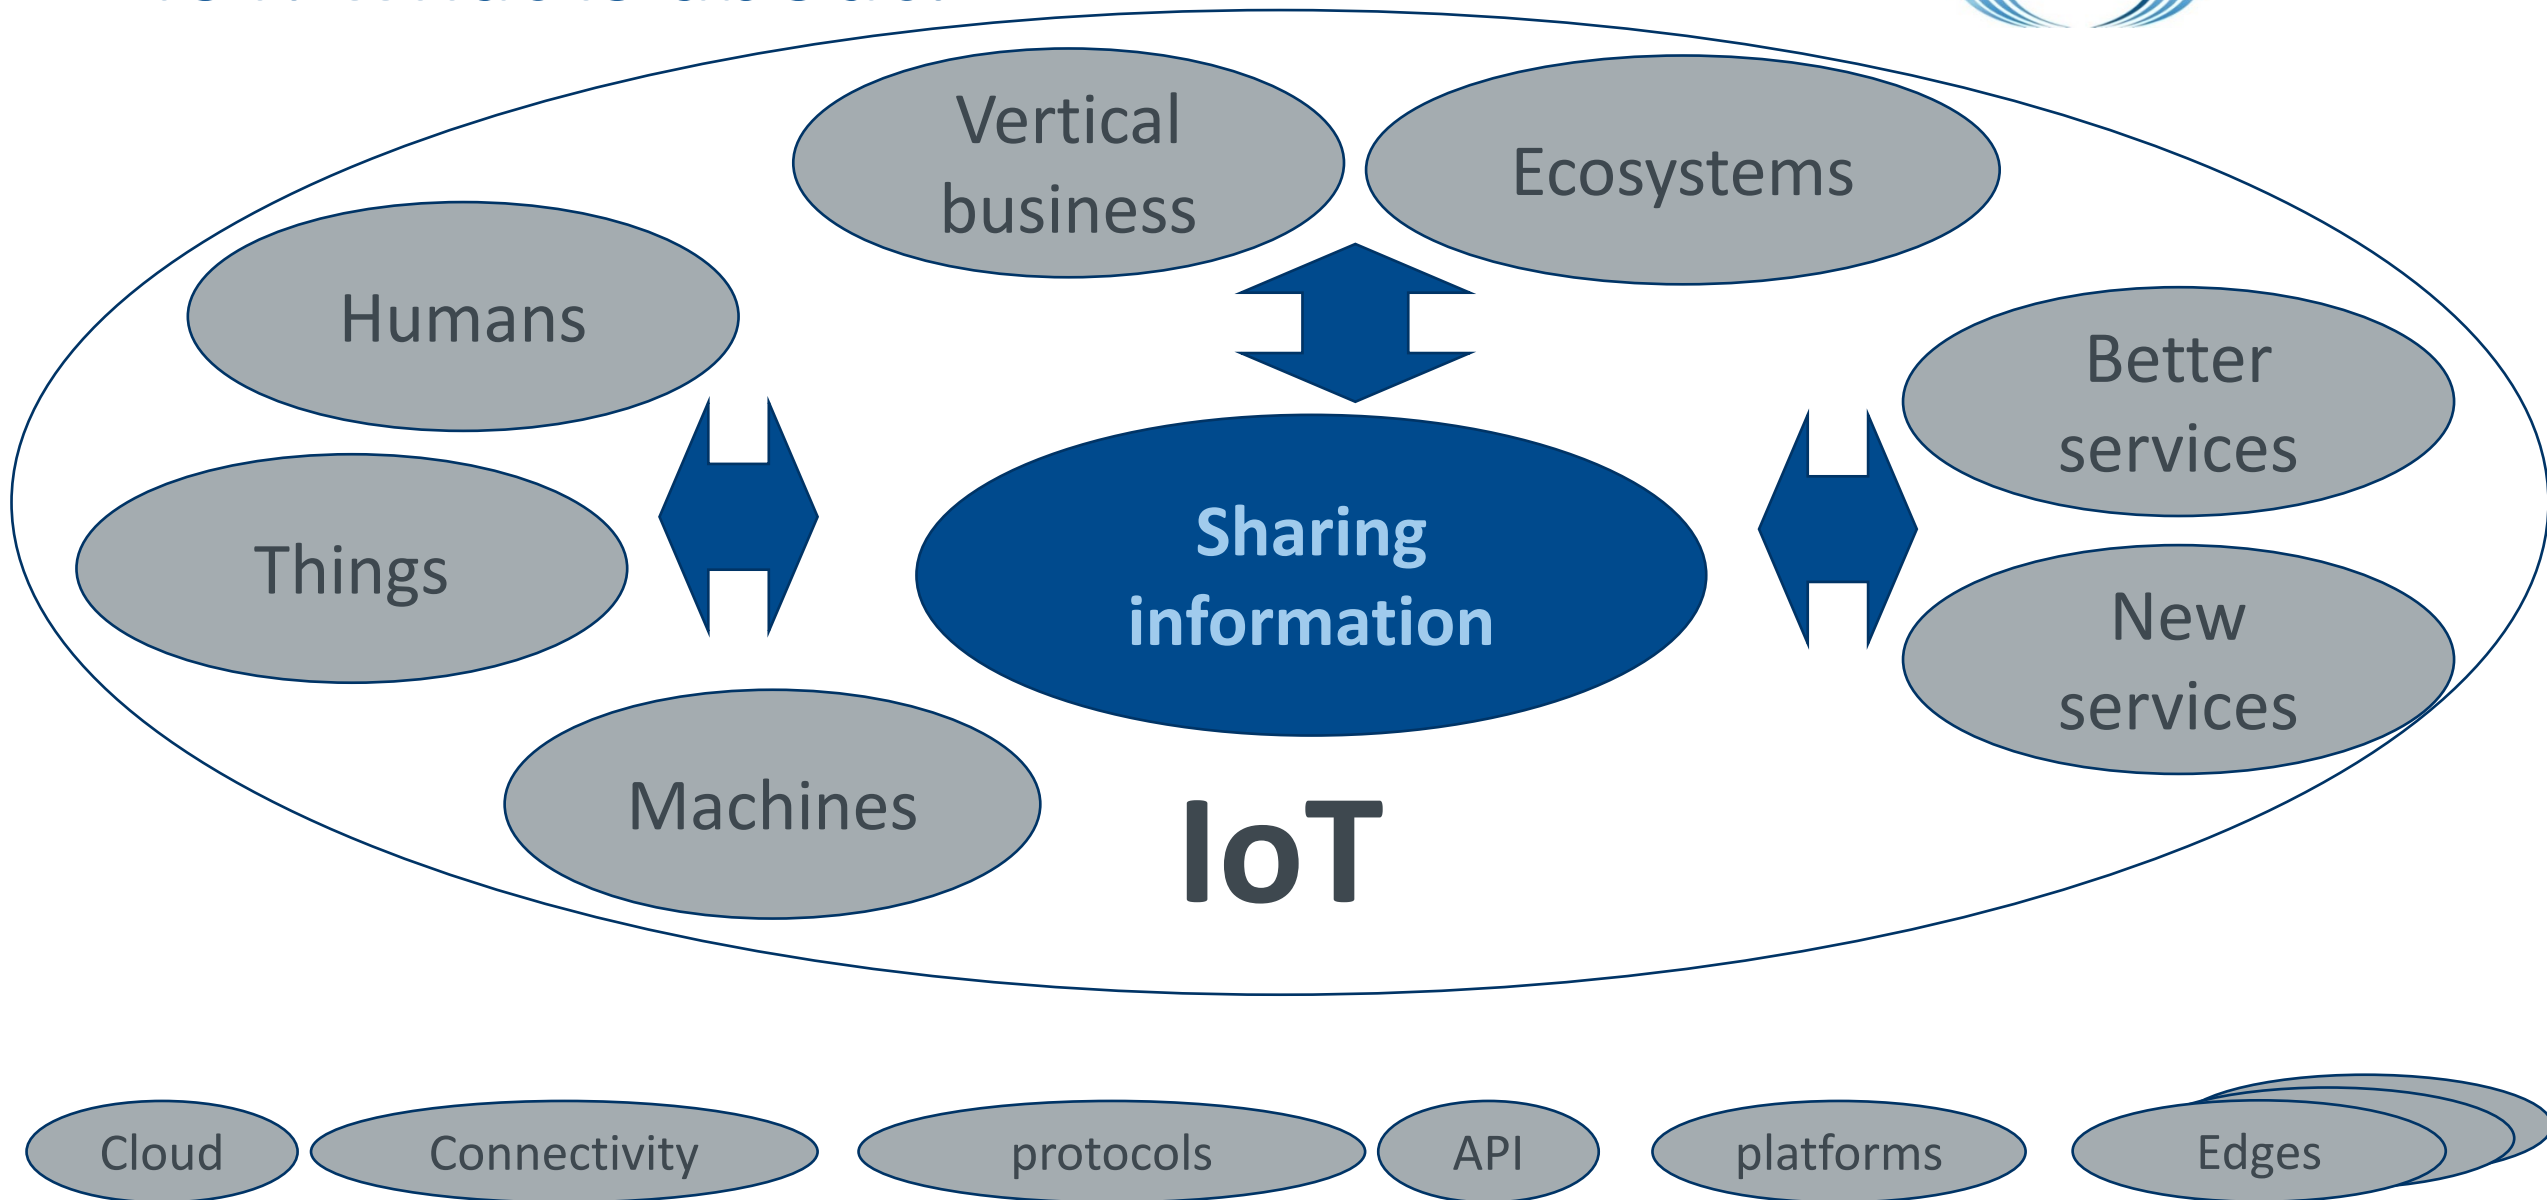 Vertical
business
Ecosystems
Humans
Better
services
Things
Sharing
information
New
services
Machines
IoT
Cloud
Connectivity
protocols
API
platforms
Edges